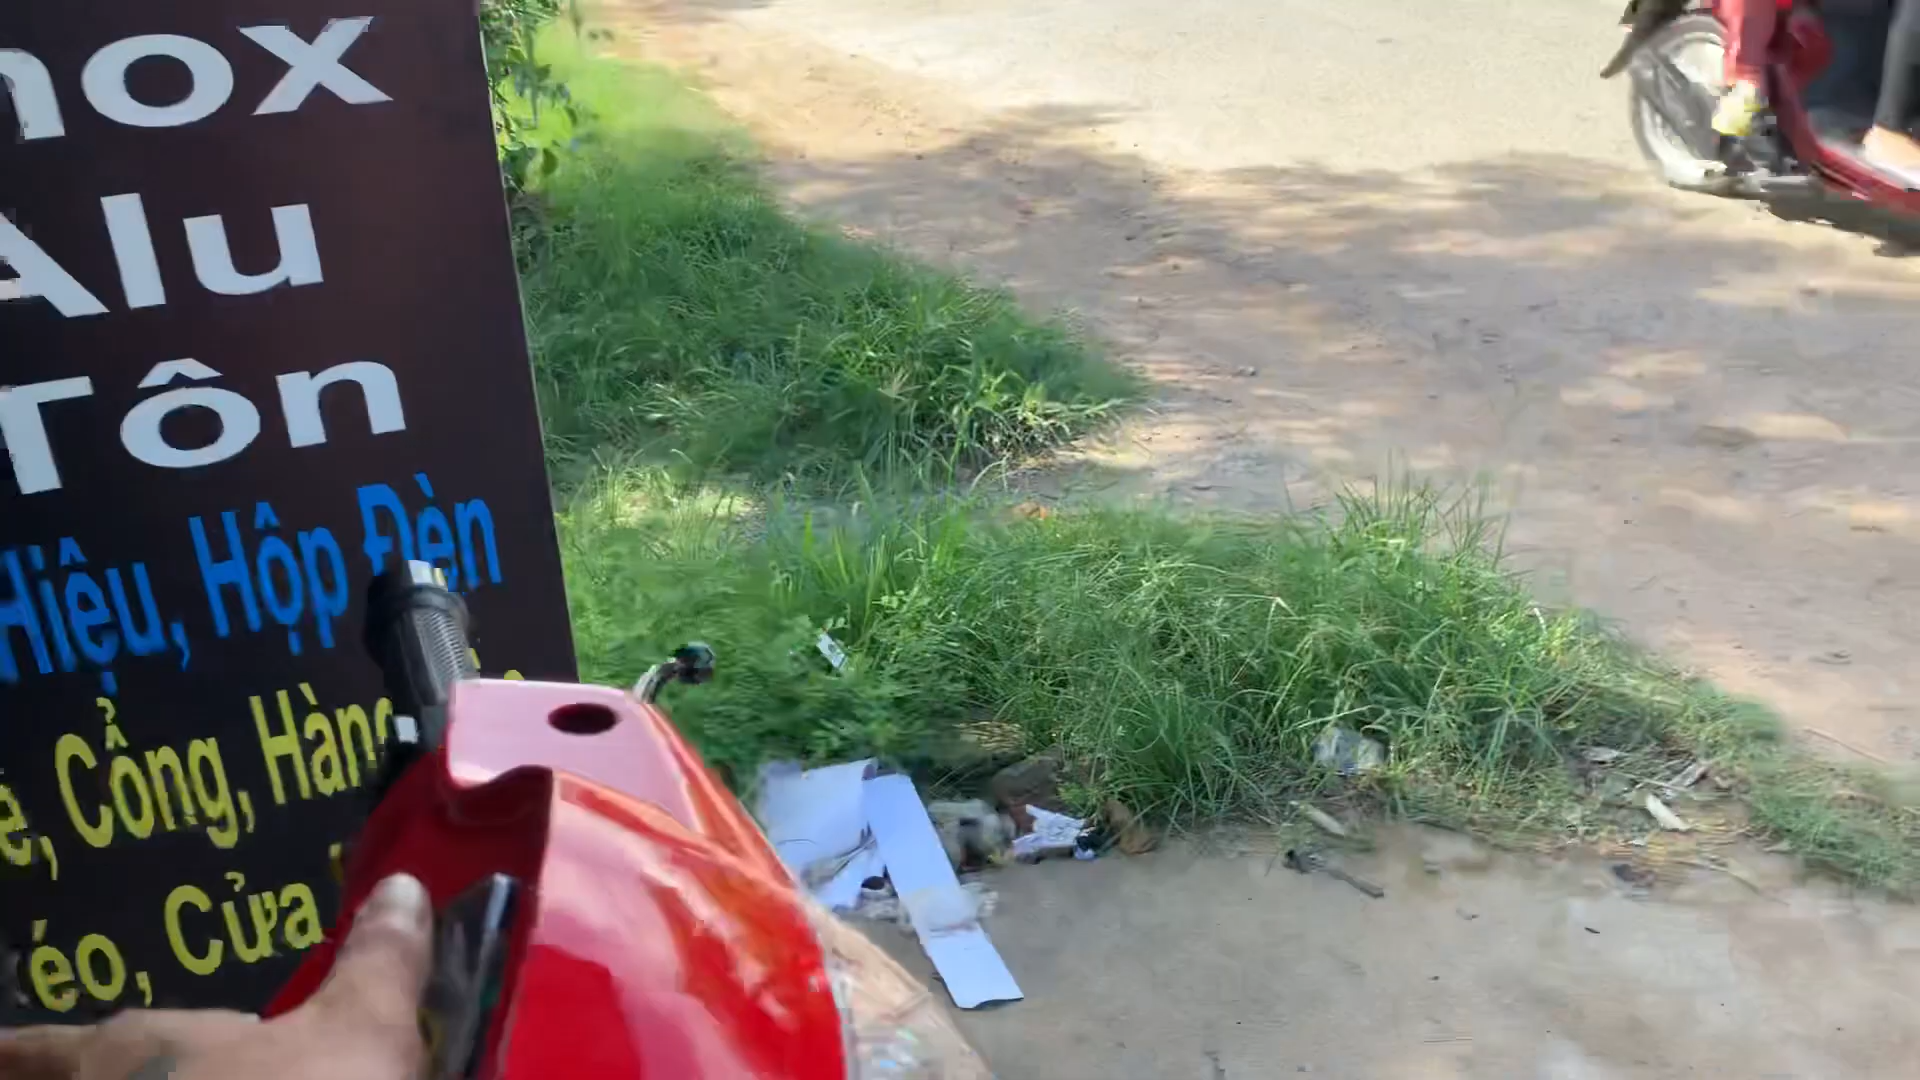 nox
Alu
Tôn
Hiệu, Hộp Đèn
Cổng, Hàng
éo, Cửa